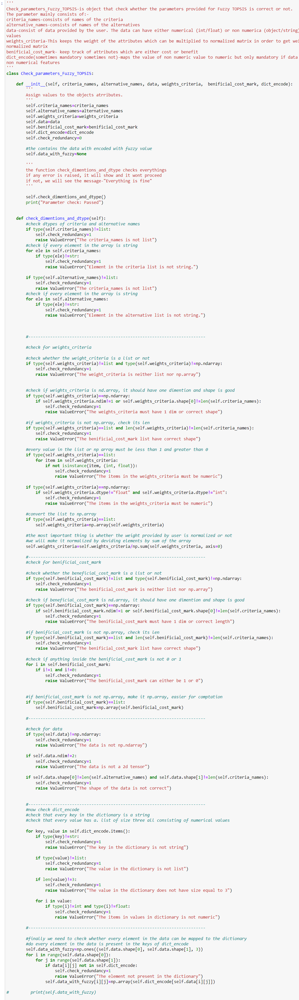 : '''
Check_parameters_Fuzzy_TOPSIS-is object that check whether the parameters provided for Fuzzy TOPSIS is correct or not.
The parameter mainly consists of:-
criteria_names-consists of names of the criteria
alternative_names-consists of names of the alternatives
data-consist of data provided by the user. The data can have either numerical (int/float) or non numerica (object/string)
values
weights_criteria-This keeps the weight of the attributes which can be multiplied to normalized matrix in order to get wei
normalized matrix
benificial_cost_mark- keep track of attributes which are either cost or benefit
dict_encode(sometimes mandatory sometimes not)-maps the value of non numeric value to numeric but only mandatory if data
non numerical features
'''
class Check_parameters_Fuzzy_TOPSIS:

    def __init__(self, criteria_names, alternative_names, data, weights_criteria,  benificial_cost_mark, dict_encode):
        '''
        Assign values to the objects atrributes.
        '''
        self.criteria_names=criteria_names
        self.alternative_names=alternative_names
        self.weights_criteria=weights_criteria
        self.data=data
        self.benificial_cost_mark=benificial_cost_mark
        self.dict_encode=dict_encode
        self.check_redundancy=0

        #the contains the data with encoded with fuzzy value
        self.data_with_fuzzy=None

        '''
        the function check_dimentions_and_dtype checks everythings
        if any error is raised, it will show and it wont proceed
        if not, we will see the message-"Everything is fine"
        '''

        self.check_dimentions_and_dtype()
        print("Parameter check: Passed")


    def check_dimentions_and_dtype(self):
        #check dtypes of criteria and alternative names
        if type(self.criteria_names)!=list:
            self.check_redundancy=1
            raise ValueError("The criteria_names is not list")
        #check if every element in the array is string
        for ele in self.criteria_names:
            if type(ele)!=str:
                self.check_redundancy=1
                raise ValueError("Element in the criteria list is not string.")

        if type(self.alternative_names)!=list:
            self.check_redundancy=1
            raise ValueError("The criteria_names is not list")
        #check if every element in the array is string
        for ele in self.alternative_names:
            if type(ele)!=str:
                self.check_redundancy=1
                raise ValueError("Element in the alternative list is not string.")



        #-------------------------------------------------------------------------

        #check for weights_criteria

        #check whether the weight_criteria is a list or not
        if type(self.weights_criteria)!=list and type(self.weights_criteria)!=np.ndarray:
            self.check_redundancy=1
            raise ValueError("The weight_criteria is neither list nor np.array")


        #check if weights_criteria is nd.array, it should have one dimention and shape is good
        if type(self.weights_criteria)==np.ndarray:
            if self.weights_criteria.ndim!=1 or self.weights_criteria.shape[0]!=len(self.criteria_names):
                self.check_redundancy=1
                raise ValueError("The weights_criteria must have 1 dim or correct shape")

        #if weights_criteria is not np.array, check its len
        if type(self.weights_criteria)==list and len(self.weights_criteria)!=len(self.criteria_names):
            self.check_redundancy=1
            raise ValueError("The benificial_cost_mark list have correct shape")

        #every value in the list or np array must be less than 1 and greater than 0
        if type(self.weights_criteria)==list:
            for item in self.weights_criteria:
                if not isinstance(item, (int, float)):
                    self.check_redundancy=1
                    raise ValueError("The items in the weights_criteria must be numeric")

        if type(self.weights_criteria)==np.ndarray:
            if self.weights_criteria.dtype!="float" and self.weights_criteria.dtype!="int":
                self.check_redundancy=1
                raise ValueError("The items in the weights_criteria must be numeric")

        #convert the list to np.array
        if type(self.weights_criteria)==list:
            self.weights_criteria=np.array(self.weights_criteria)

        #the most important thing is whether the weight provided by user is normalized or not
        #we will make it normalized by deviding elements by sum of the array
        self.weights_criteria=self.weights_criteria/np.sum(self.weights_criteria, axis=0)

        #-------------------------------------------------------------------------
        #check for benificial_cost_mark

        #check whether the beneficial_cost_mark is a list or not
        if type(self.benificial_cost_mark)!=list and type(self.benificial_cost_mark)!=np.ndarray:
            self.check_redundancy=1
            raise ValueError("The benificial_cost_mark is neither list nor np.array")

        #check if beneficial_cost_mark is nd.array, it should have one dimention and shape is good
        if type(self.benificial_cost_mark)==np.ndarray:
            if self.benificial_cost_mark.ndim!=1 or self.benificial_cost_mark.shape[0]!=len(self.criteria_names):
                self.check_redundancy=1
                raise ValueError("The benificial_cost_mark must have 1 dim or correct length")

        #if benificial_cost_mark is not np.array, check its len
        if type(self.benificial_cost_mark)==list and len(self.benificial_cost_mark)!=len(self.criteria_names):
            self.check_redundancy=1
            raise ValueError("The benificial_cost_mark list have correct shape")

        #check if anything inside the benificial_cost_mark is not 0 or 1
        for i in self.benificial_cost_mark:
            if i!=1 and i!=0:
                self.check_redundancy=1
                raise ValueError("The benificial_cost_mark can either be 1 or 0")


        #if benificial_cost_mark is not np.array, make it np.array, easier for comptation
        if type(self.benificial_cost_mark)==list:
            self.benificial_cost_mark=np.array(self.benificial_cost_mark)

        #-------------------------------------------------------------------------

        #check for data
        if type(self.data)!=np.ndarray:
            self.check_redundancy=1
            raise ValueError("The data is not np.ndarray")

        if self.data.ndim!=2:
            self.check_redundancy=1
            raise ValueError("The data is not a 2d tensor")

        if self.data.shape[0]!=len(self.alternative_names) and self.data.shape[1]!=len(self.criteria_names):
            self.check_redundancy=1
            raise ValueError("The shape of the data is not correct")


        #-------------------------------------------------------------------------
        #now check dict_encode
        #check that every key in the dictionary is a string
        #check that every value has a. list of size three all consisting of numerical values

        for key, value in self.dict_encode.items():
            if type(key)!=str:
                self.check_redundancy=1
                raise ValueError("The key in the dictionary is not string")

            if type(value)!=list:
                self.check_redundancy=1
                raise ValueError("The value in the dictionary is not list")

            if len(value)!=3:
                self.check_redundancy=1
                raise ValueError("The value in the dictionary does not have size equal to 3")

            for i in value:
                if type(i)!=int and type(i)!=float:
                    self.check_redundancy=1
                    raise ValueError("The items in values in dictionary is not numeric")

        #-------------------------------------------------------------------------

        #finally we need to check whether every element in the data can be mapped to the dictionary
        #do every element in the data is present in the keys of dict_encode
        self.data_with_fuzzy=np.ones((self.data.shape[0], self.data.shape[1], 3))
        for i in range(self.data.shape[0]):
            for j in range(self.data.shape[1]):
                if data[i][j] not in self.dict_encode:
                    self.check_redundancy=1
                    raise ValueError("The element not present in the dictionary")
                self.data_with_fuzzy[i][j]=np.array(self.dict_encode[self.data[i][j]])

#         print(self.data_with_fuzzy)